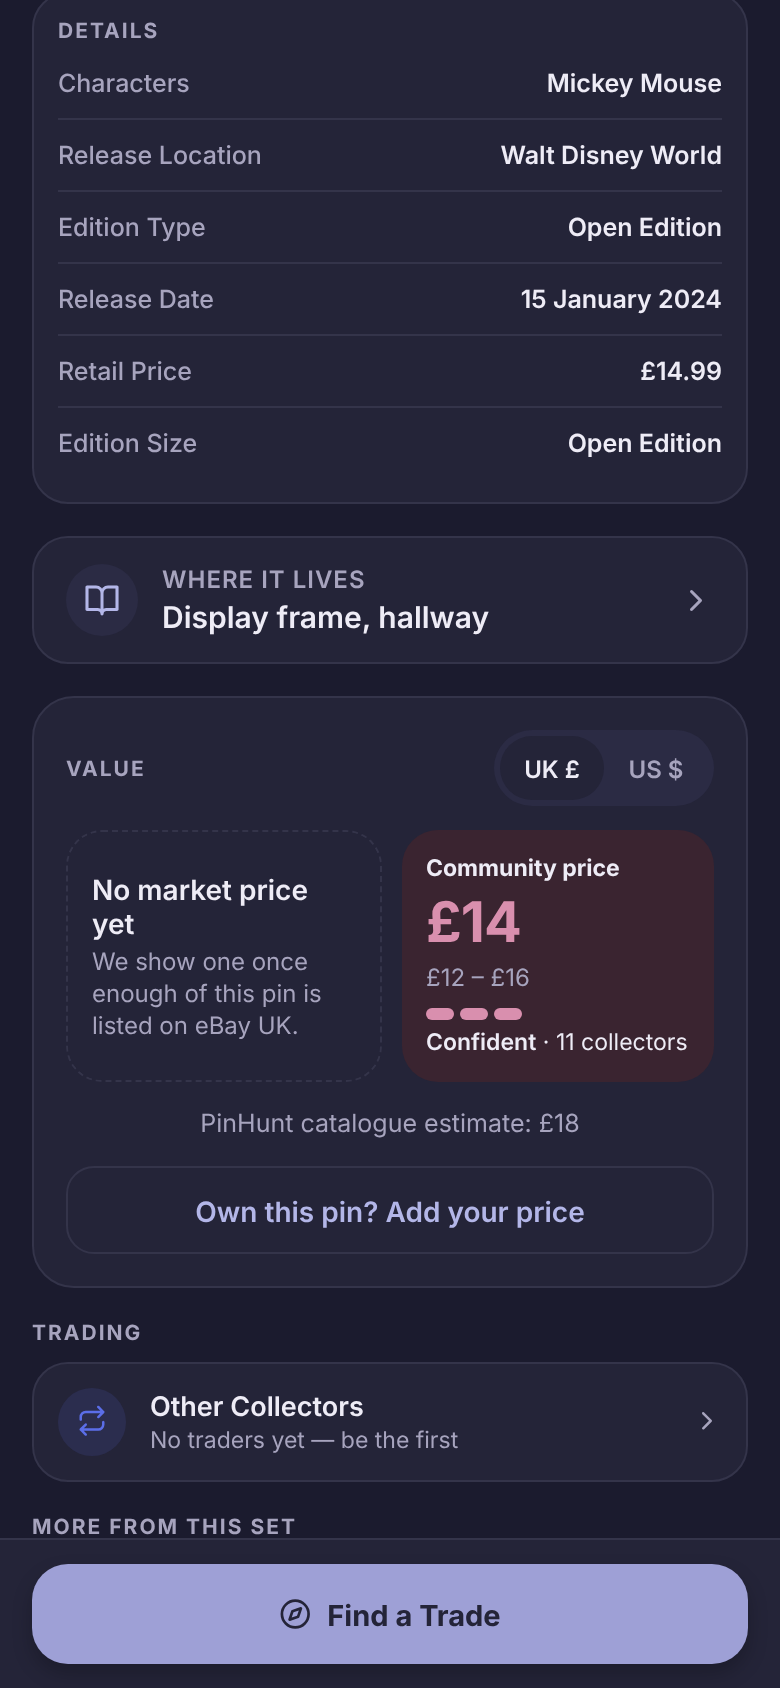 DETAILS
Characters Mickey Mouse
Release Location Walt Disney World
Edition Type Open Edition
Release Date 15 January 2024
Retail Price £14.99
Edition Size Open Edition
WHERE IT LIVES
Display frame, hallway
VALUE
UK £ US $
No market price
yet
We show one once
enough of this pin is
listed on eBay UK.
Community price
£14
£12 – £16
Confident · 11 collectors
PinHunt catalogue estimate: £18
Own this pin? Add your price
TRADING
Other Collectors
No traders yet — be the first
MORE FROM THIS SET
Find a Trade